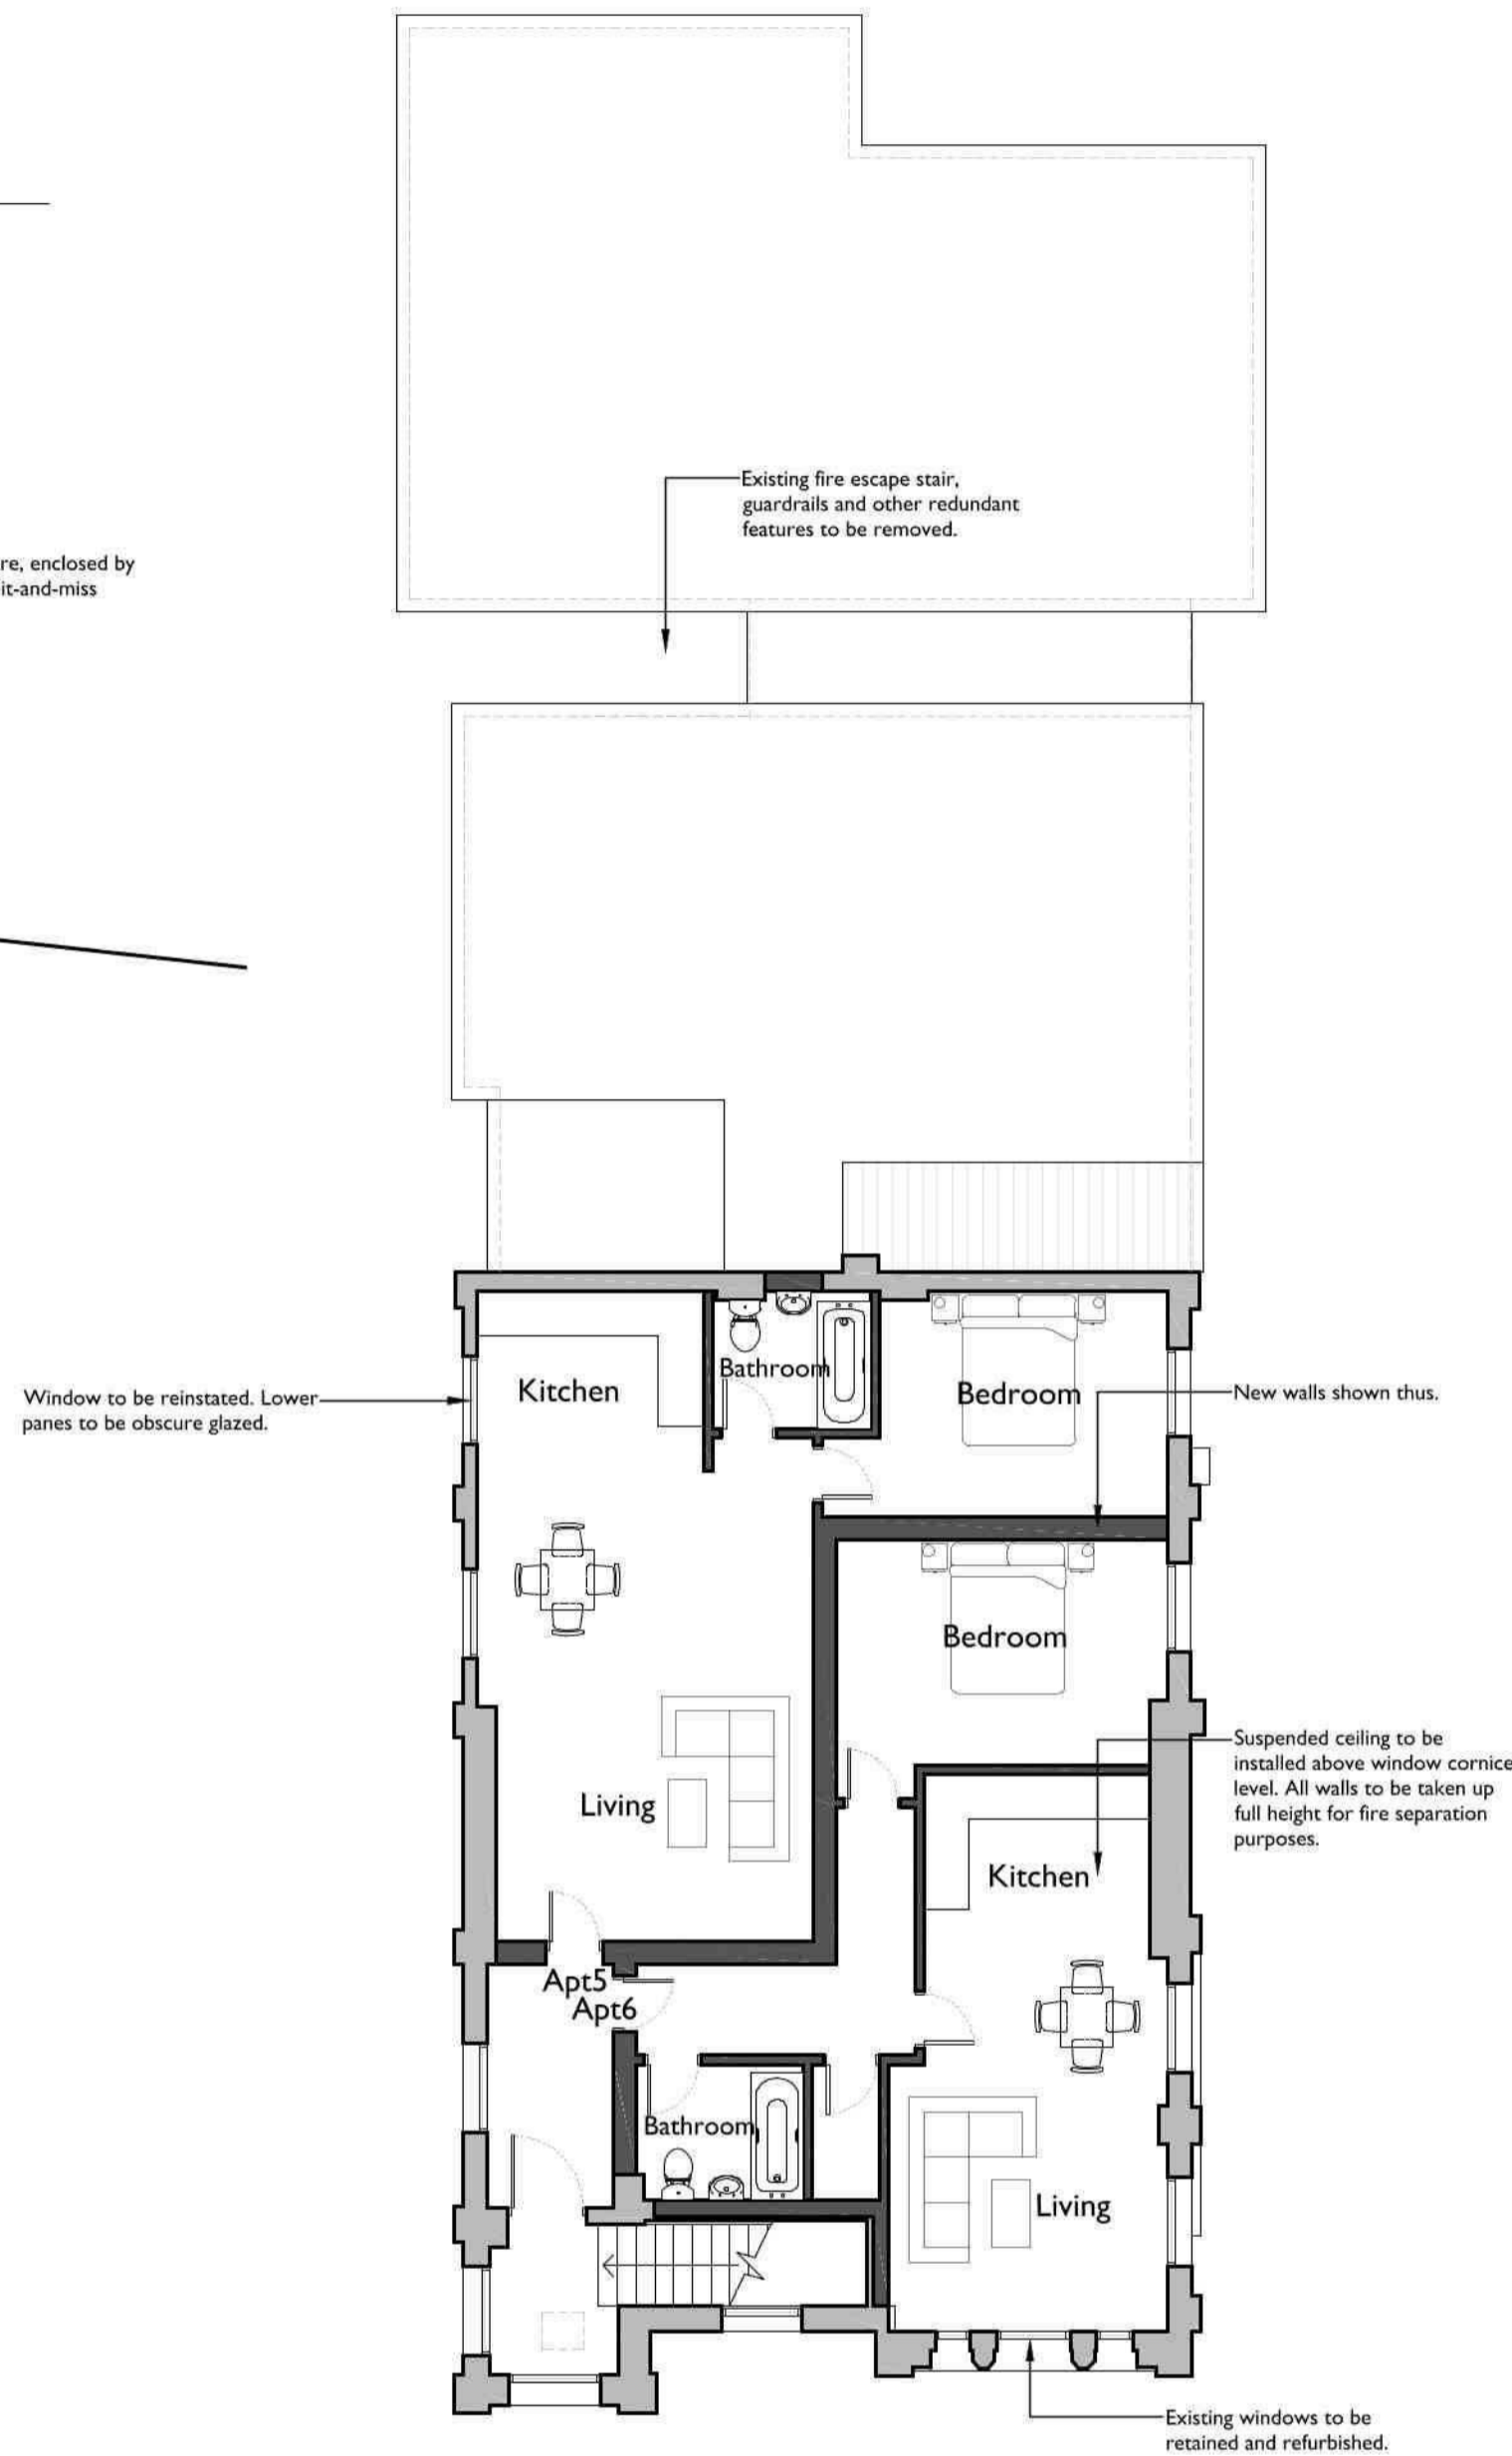 Existing fire escape stair,
guardrails and other redundant
features to be removed.
re, enclosed by
it-and-miss
Kitchen
Bathroom
Bedroom
Window to be reinstated. Lower
panes to be obscure glazed.
New walls shown thus.
Bedroom
Suspended ceiling to be
installed above window cornice
level. All walls to be taken up
full height for fire separation
purposes.
Living
Kitchen
Apt5
Apt6
Bathroom
Living
Existing windows to be
retained and refurbished.